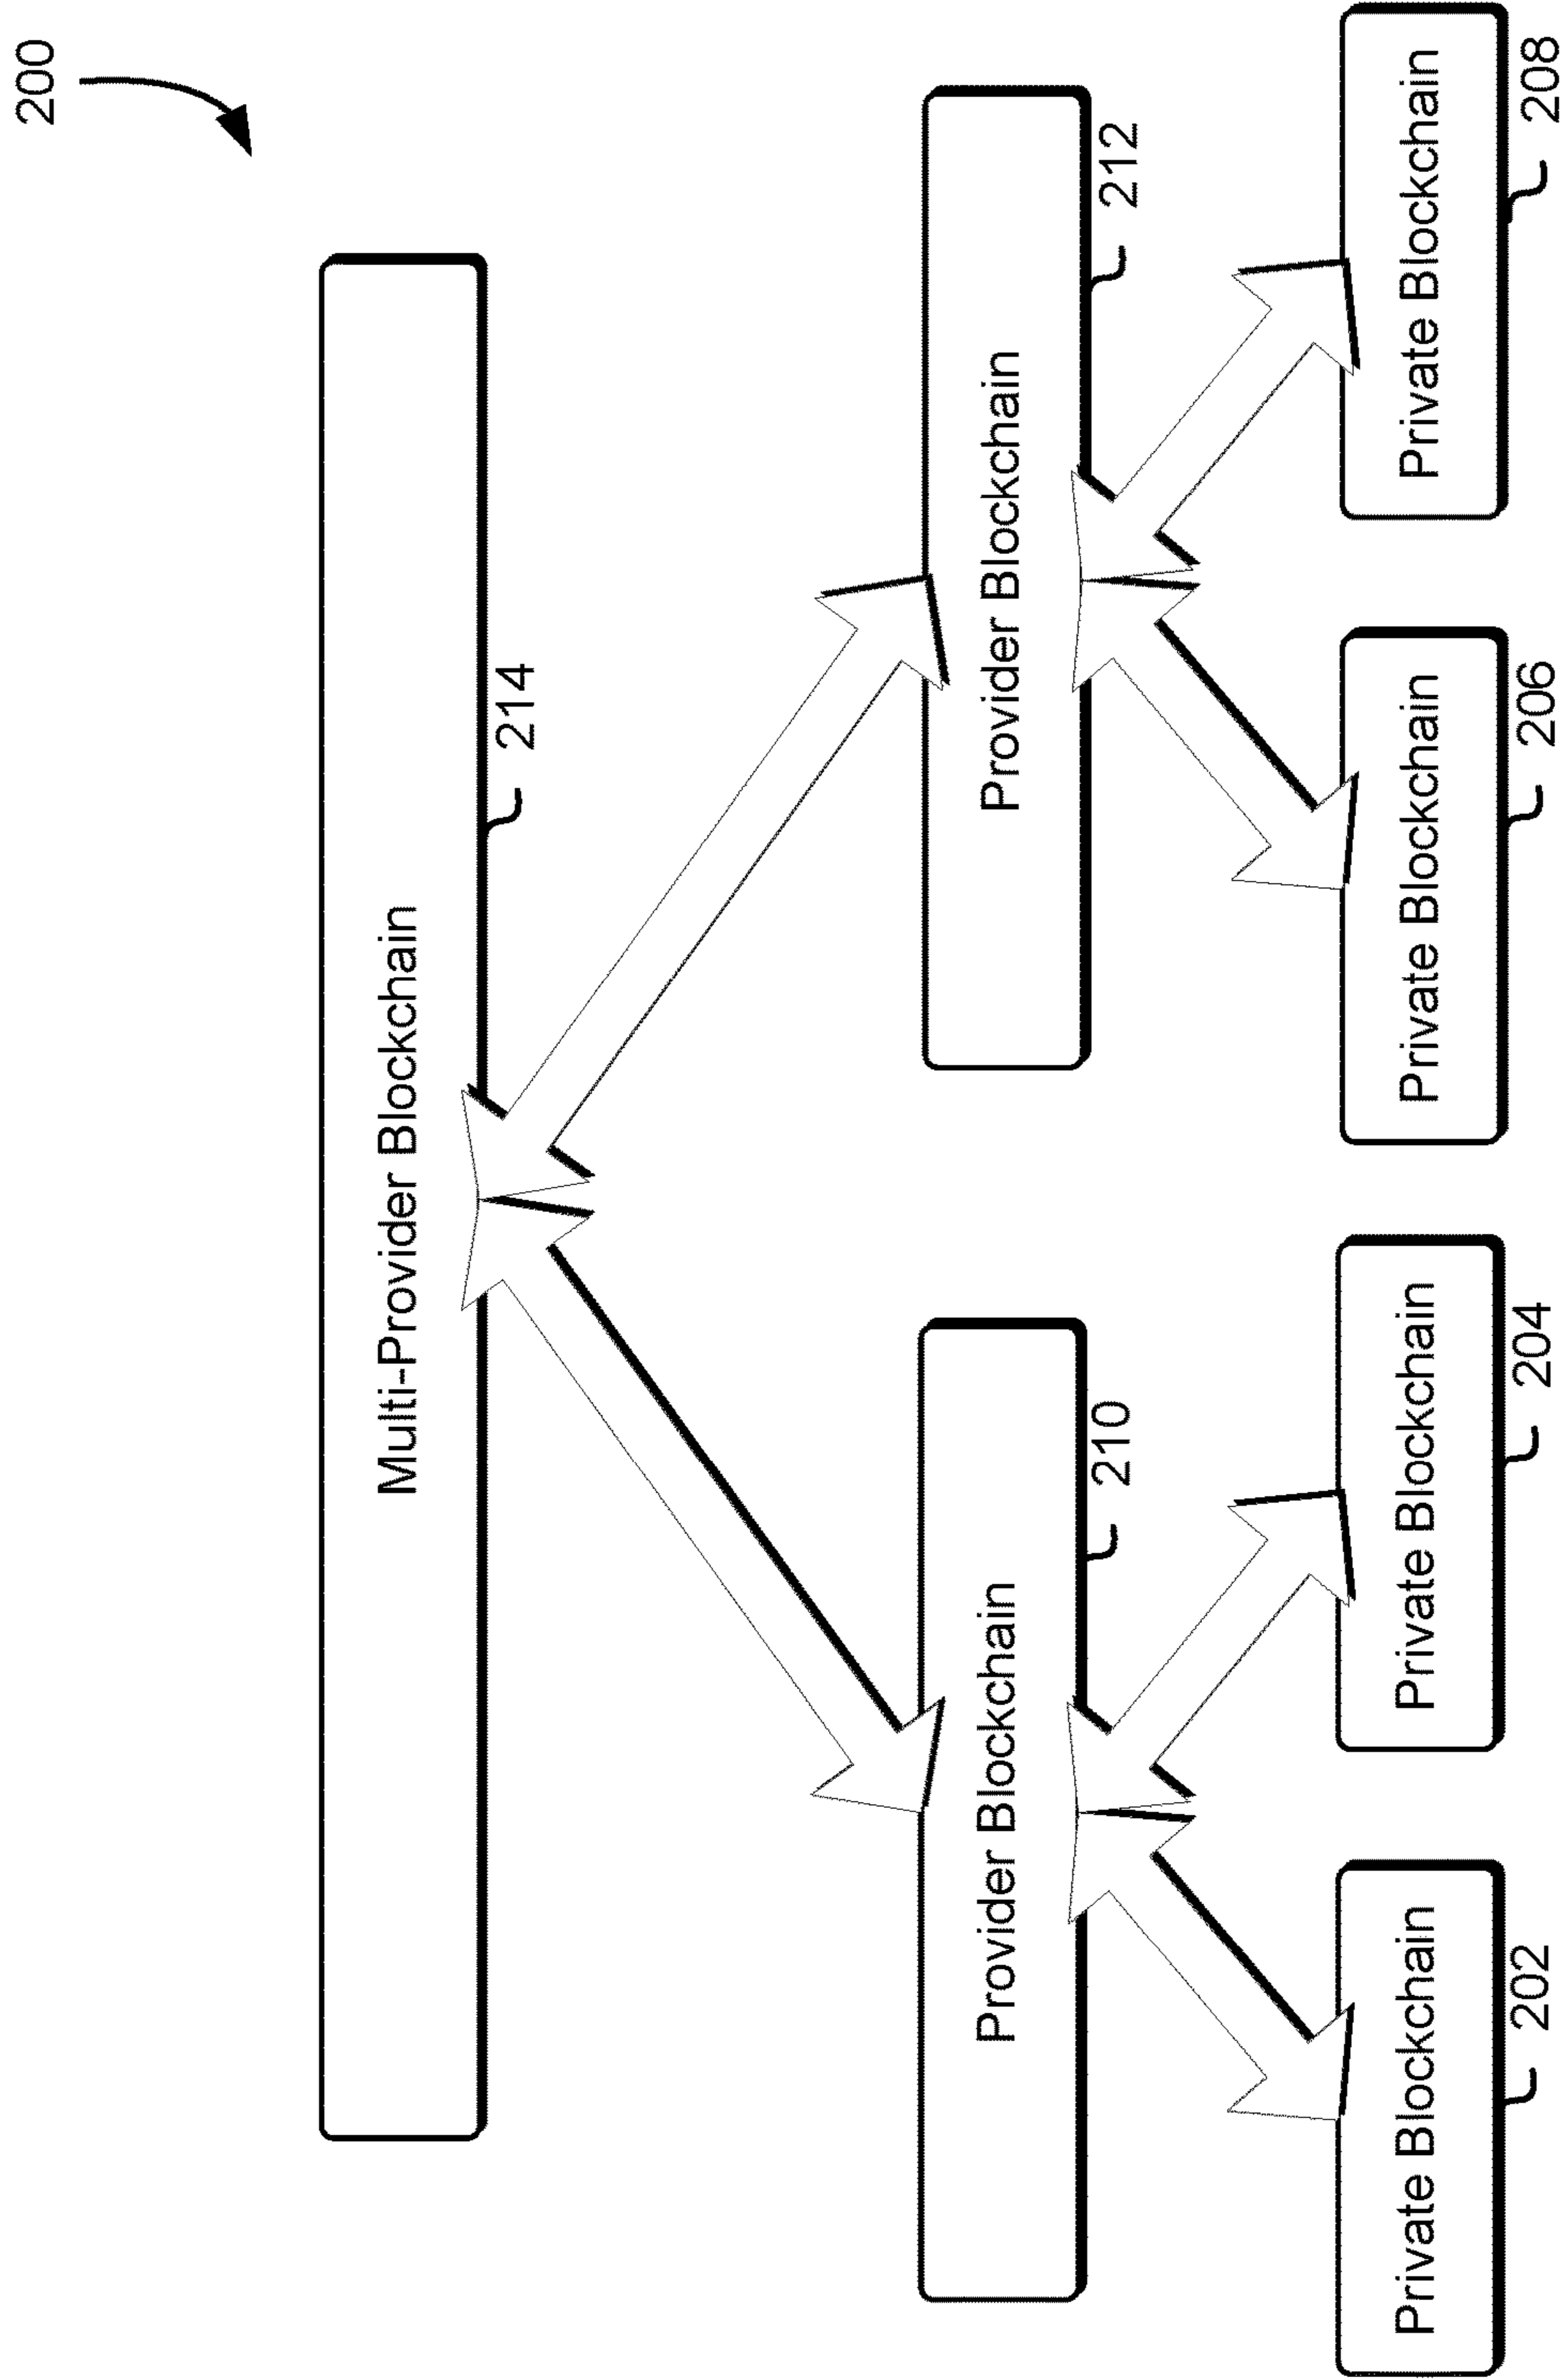 200
Multi-Provider Blockchain
214
Provider Blockchain
210
Provider Blockchain
212
Private Blockchain
202
Private Blockchain
204
Private Blockchain
206
Private Blockchain
208